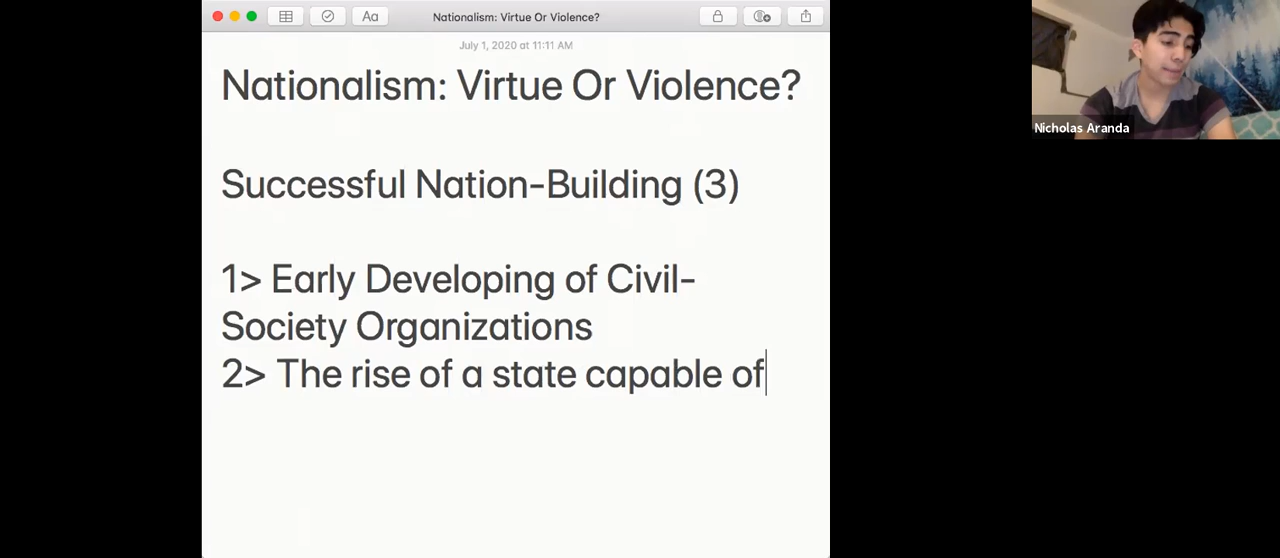 Aa
Nationalism: Virtue Or Violence?
July 1, 2020 at 11:11 AM
Nationalism: Virtue Or Violence?
Successful Nation-Building (3)
1> Early Developing of Civil-
Society Organizations
2> The rise of a state capable of
Nicholas Aranda